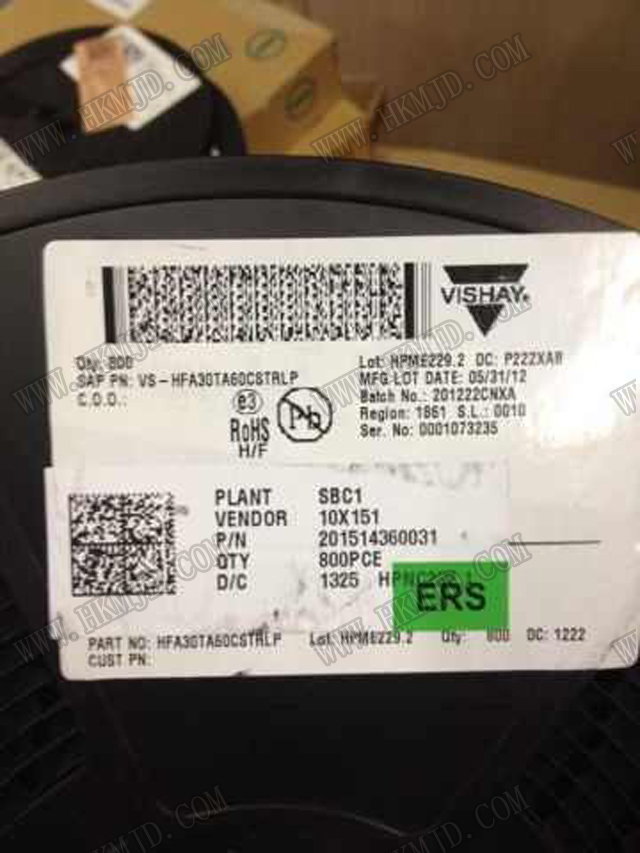 WWW.HKMJD.COM
VISHAY®
Qty: 800
SAP PN: VS-HFA30TA60CSTRLP
C.O.O.:
e3
Pb
RoHS
H/F
Lot: HPME229.2 DC: P222XAB
MFG LOT DATE: 05/31/12
Batch No.: 201222CNXA
Region: 1861 S.L.: 0010
Ser. No: 0001073235
PLANT SBC1
VENDOR 10X151
P/N 201514360031
QTY 800PCE
D/C 1325
ERS
PART NO: HFA30TA60CSTRLP Lot: HPME229.2 Qty: 800 DC: 1222
CUST PN: